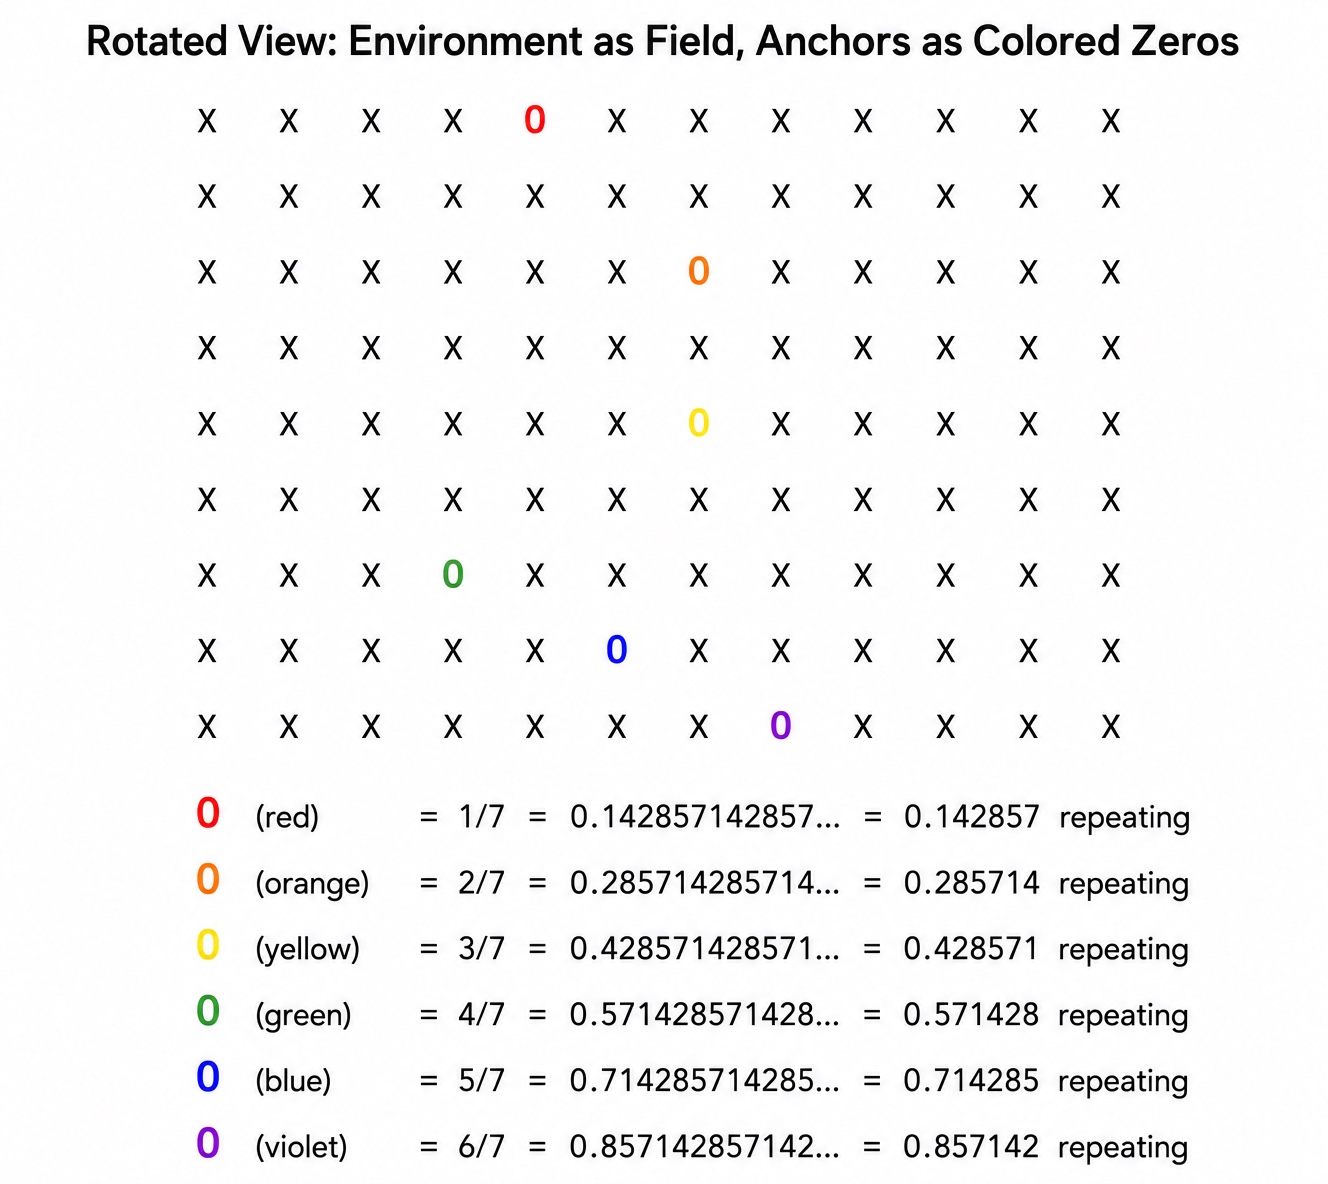 Rotated View: Environment as Field, Anchors as Colored Zeros
X X X X 0 X X X X X X X
X X X X X X X X X X X X
X X X X X X 0 X X X X X
X X X X X X X X X X X X
X X X X X X 0 X X X X X
X X X X X X X X X X X X
X X X 0 X X X X X X X X
X X X X X 0 X X X X X X
X X X X X X X 0 X X X X
0 (red) = 1/7 = 0.142857142857... = 0.142857 repeating
0 (orange) = 2/7 = 0.285714285714... = 0.285714 repeating
0 (yellow) = 3/7 = 0.428571428571... = 0.428571 repeating
0 (green) = 4/7 = 0.571428571428... = 0.571428 repeating
0 (blue) = 5/7 = 0.714285714285... = 0.714285 repeating
0 (violet) = 6/7 = 0.857142857142... = 0.857142 repeating